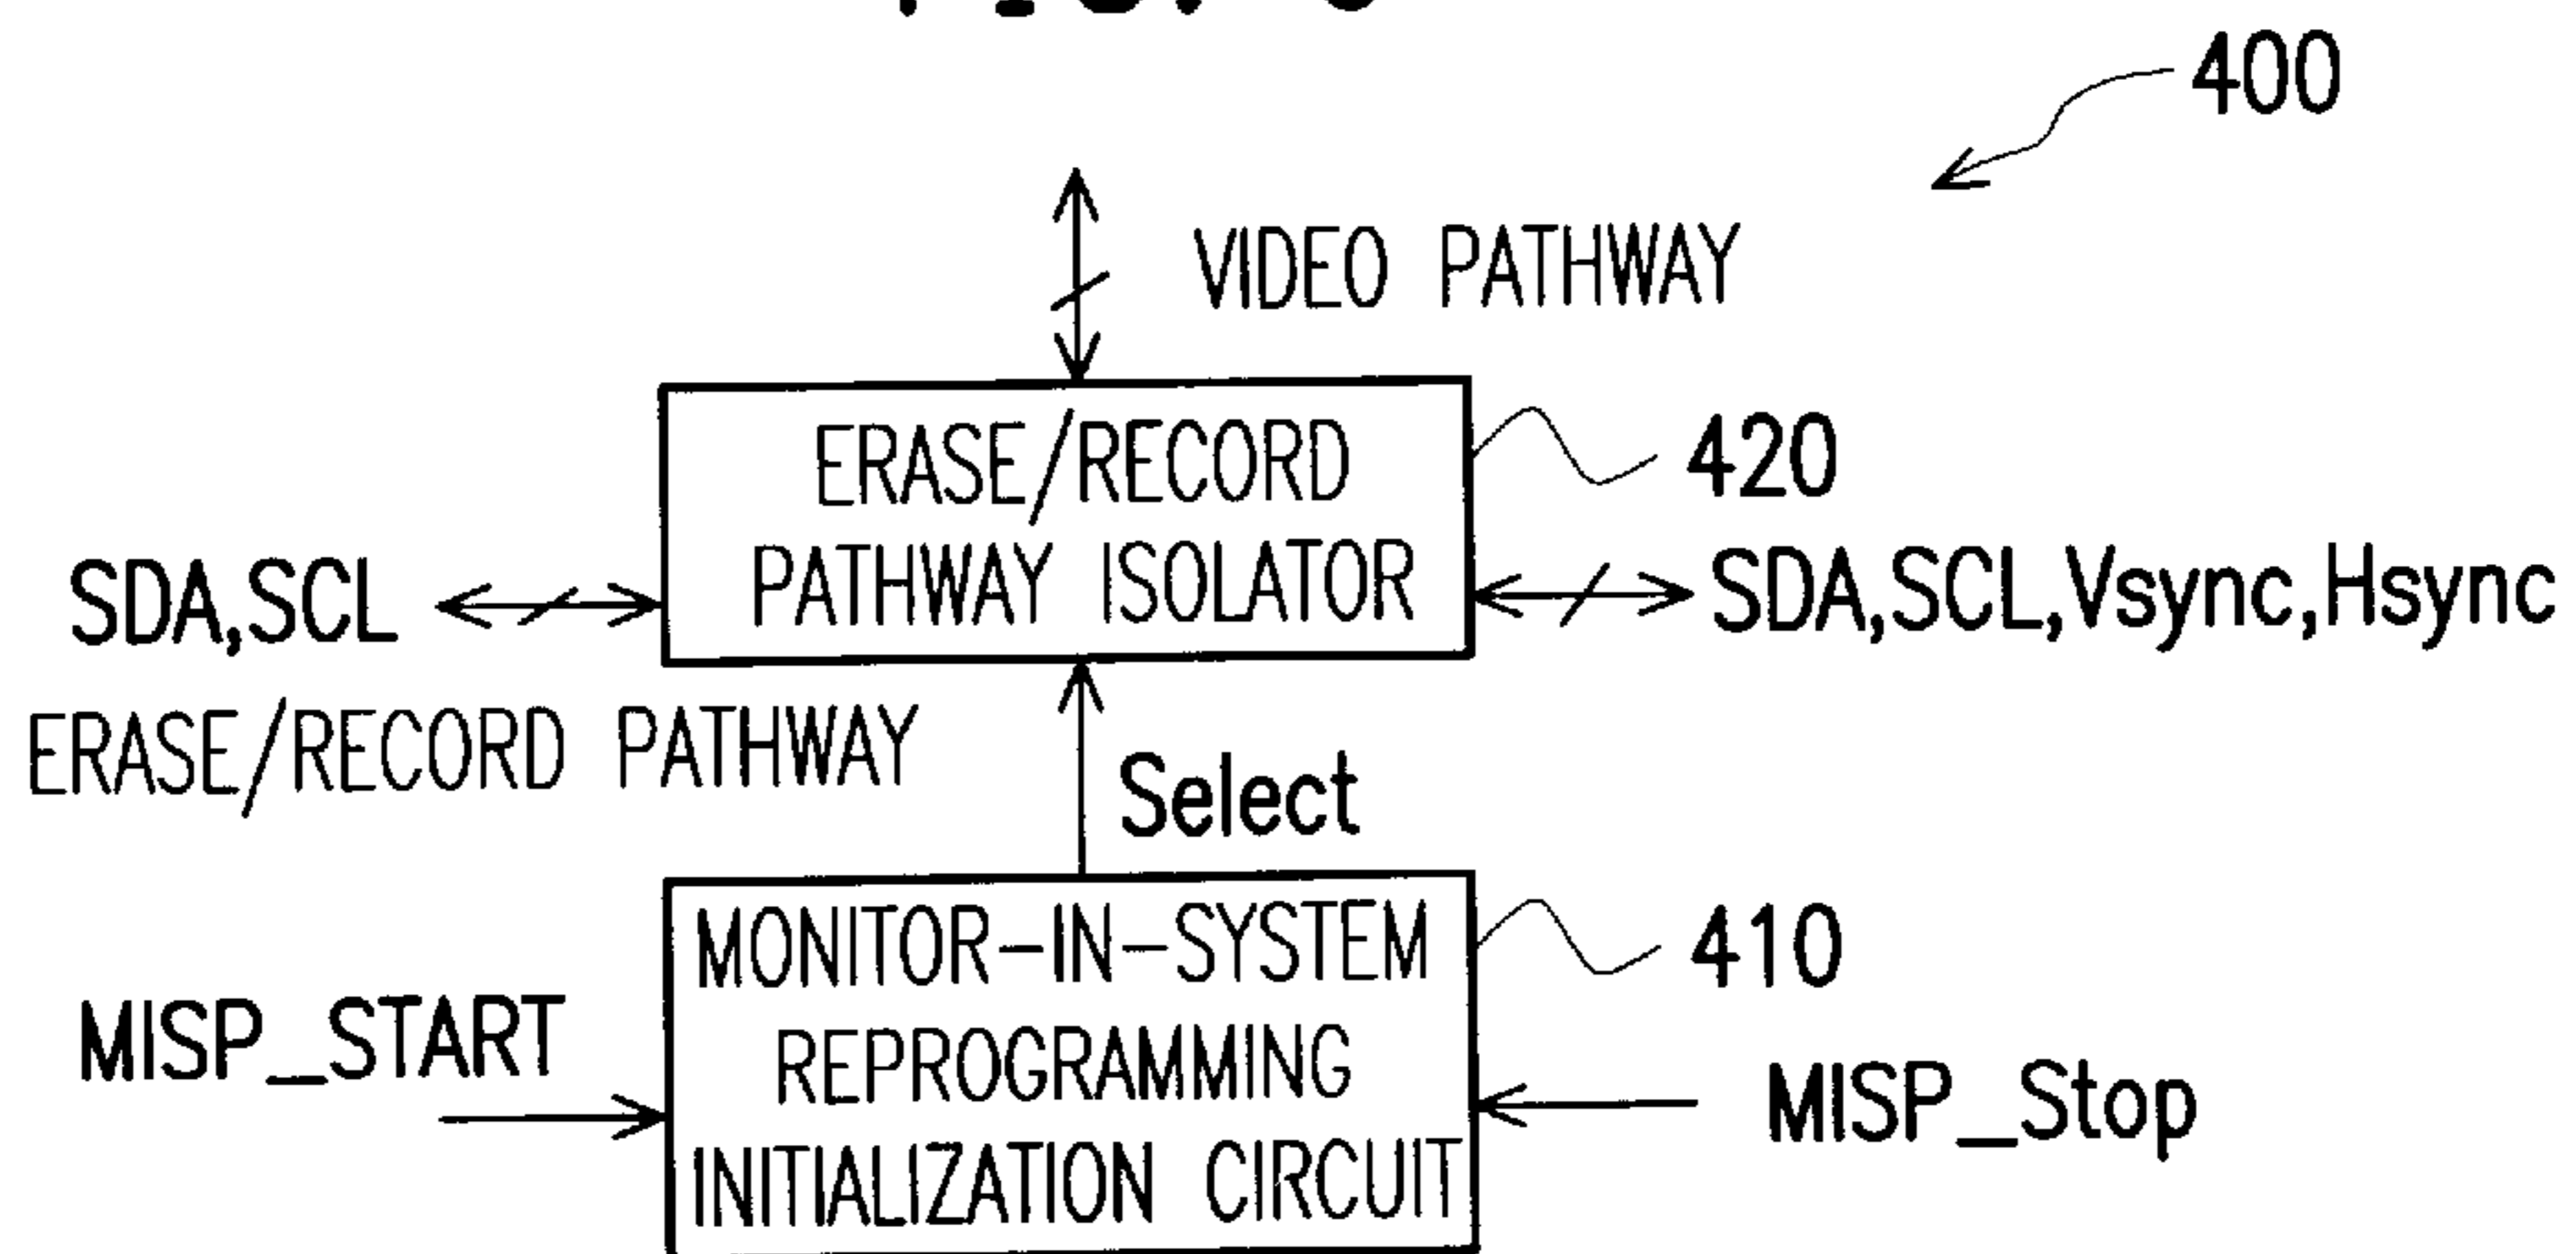 400
VIDEO PATHWAY
ERASE/RECORD
PATHWAY ISOLATOR
420
SDA,SCL
SDA,SCL,Vsync,Hsync
ERASE/RECORD PATHWAY
Select
MONITOR-IN-SYSTEM
REPROGRAMMING
INITIALIZATION CIRCUIT
410
MISP_START
MISP_Stop